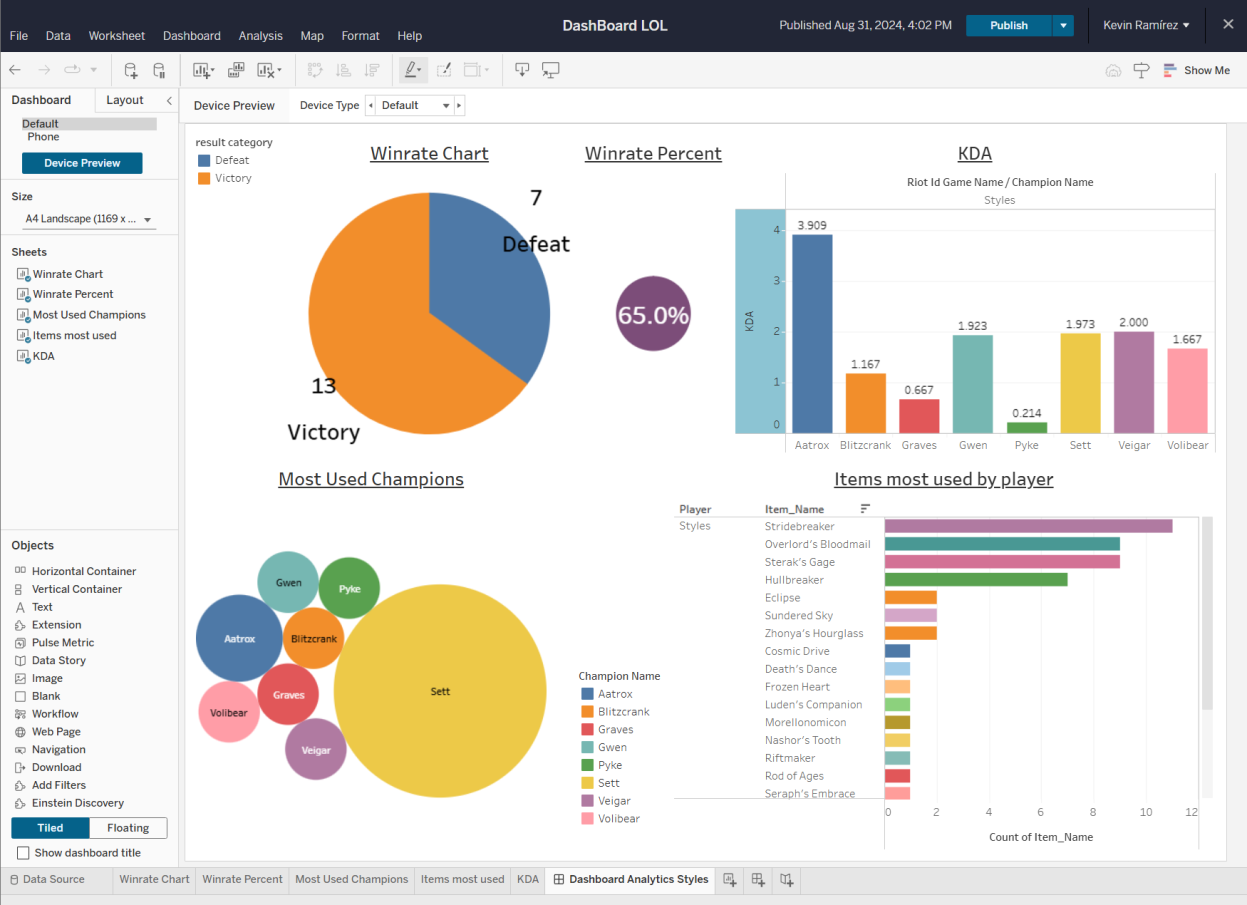 DashBoard LOL
Published Aug 31, 2024, 4:02 PM
Publish
Kevin Ramírez
File Data Worksheet Dashboard Analysis Map Format Help
Show Me
Dashboard Layout
Device Preview Device Type Default
Default
Phone
Device Preview
Size
A4 Landscape (1169 x ...
Sheets
Winrate Chart
Winrate Percent
Most Used Champions
Items most used
KDA
Objects
Horizontal Container
Vertical Container
Text
Extension
Pulse Metric
Data Story
Image
Blank
Workflow
Web Page
Navigation
Download
Add Filters
Einstein Discovery
Tiled Floating
Show dashboard title
result category
Defeat
Victory
Winrate Chart
7
Defeat
13
Victory
Winrate Percent
65.0%
KDA
Riot Id Game Name / Champion Name
Styles
KDA
4
3
2
1
0
3.909
1.167
0.667
1.923
0.214
1.973
2.000
1.667
Aatrox Blitzcrank Graves Gwen Pyke Sett Veigar Volibear
Most Used Champions
Gwen
Pyke
Aatrox
Blitzcrank
Sett
Graves
Volibear
Veigar
Champion Name
Aatrox
Blitzcrank
Graves
Gwen
Pyke
Sett
Veigar
Volibear
Items most used by player
Player Item_Name
Styles Stridebreaker
Overlord's Bloodmail
Sterak's Gage
Hullbreaker
Eclipse
Sundered Sky
Zhonya's Hourglass
Cosmic Drive
Death's Dance
Frozen Heart
Luden's Companion
Morellonomicon
Nashor's Tooth
Riftmaker
Rod of Ages
Seraph's Embrace
0 2 4 6 8 10 12
Count of Item_Name
Data Source Winrate Chart Winrate Percent Most Used Champions Items most used KDA Dashboard Analytics Styles